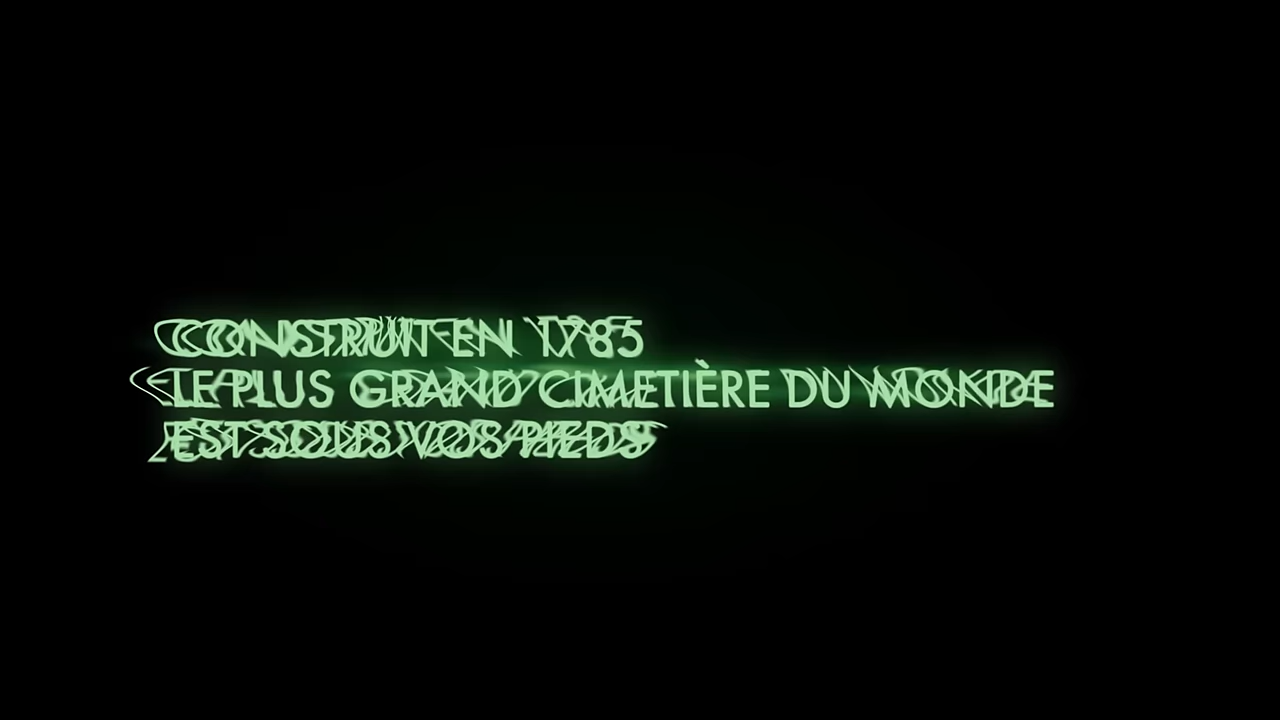 CONSTRUIT EN 1785
LE PLUS GRAND CIMETIÈRE DU MONDE
EST SOUS VOS PIEDS